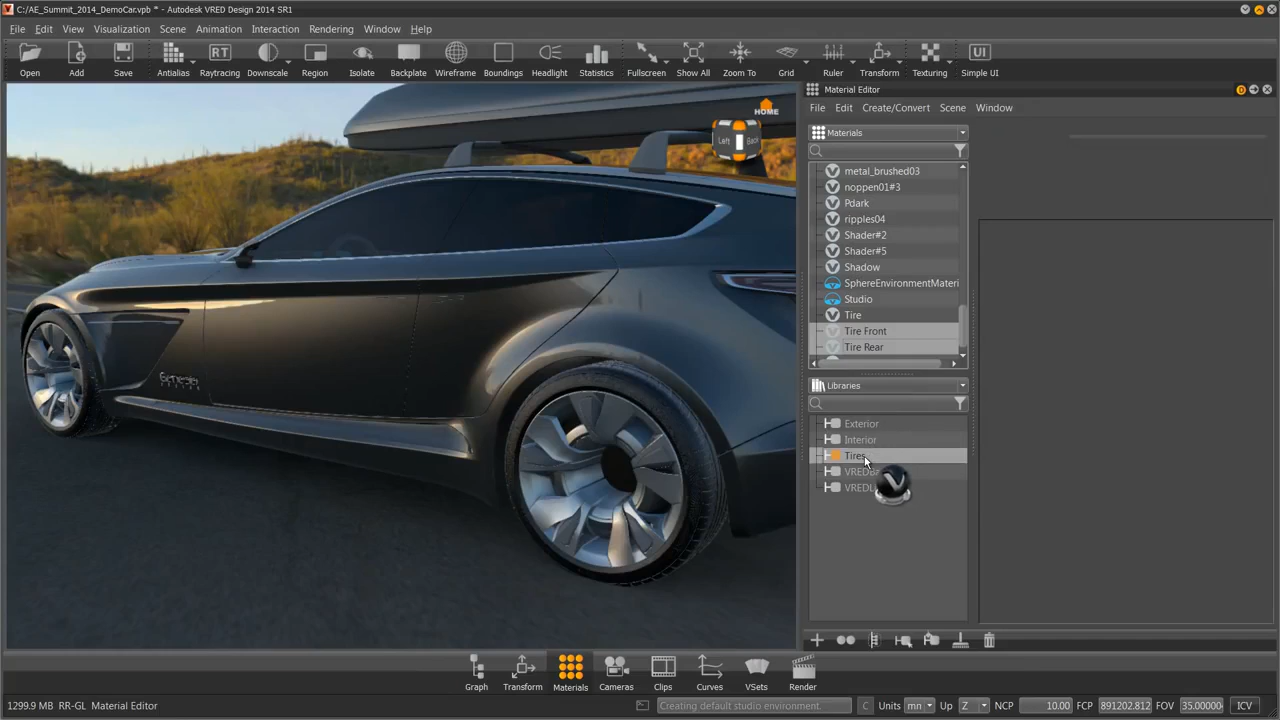 C:/AE_Summit_2014_DemoCar.vpb * - Autodesk VRED Design 2014 SR1
File Edit View Visualization Scene Animation Interaction Rendering Window Help
RT UI
Open Add Save Antialias Raytracing Downscale Region Isolate Backplate Wireframe Boundings Headlight Statistics Fullscreen Show All Zoom To Grid Ruler Transform Texturing Simple UI
Material Editor
File Edit Create/Convert Scene Window
HOME
Left Back
Materials
metal_brushed03
noppen01#3
Pdark
ripples04
Shader#2
Shader#5
Shadow
SphereEnvironmentMateri
Studio
Tire
Tire Front
Tire Rear
Libraries
Exterior
Interior
Tires
Genesis
Graph Transform Materials Cameras Clips Curves VSets Render
1299.9 MB RR-GL Material Editor Creating default studio environment. C Units mn Up Z NCP 10.00 FCP 891202.812 FOV 35.00000 ICV